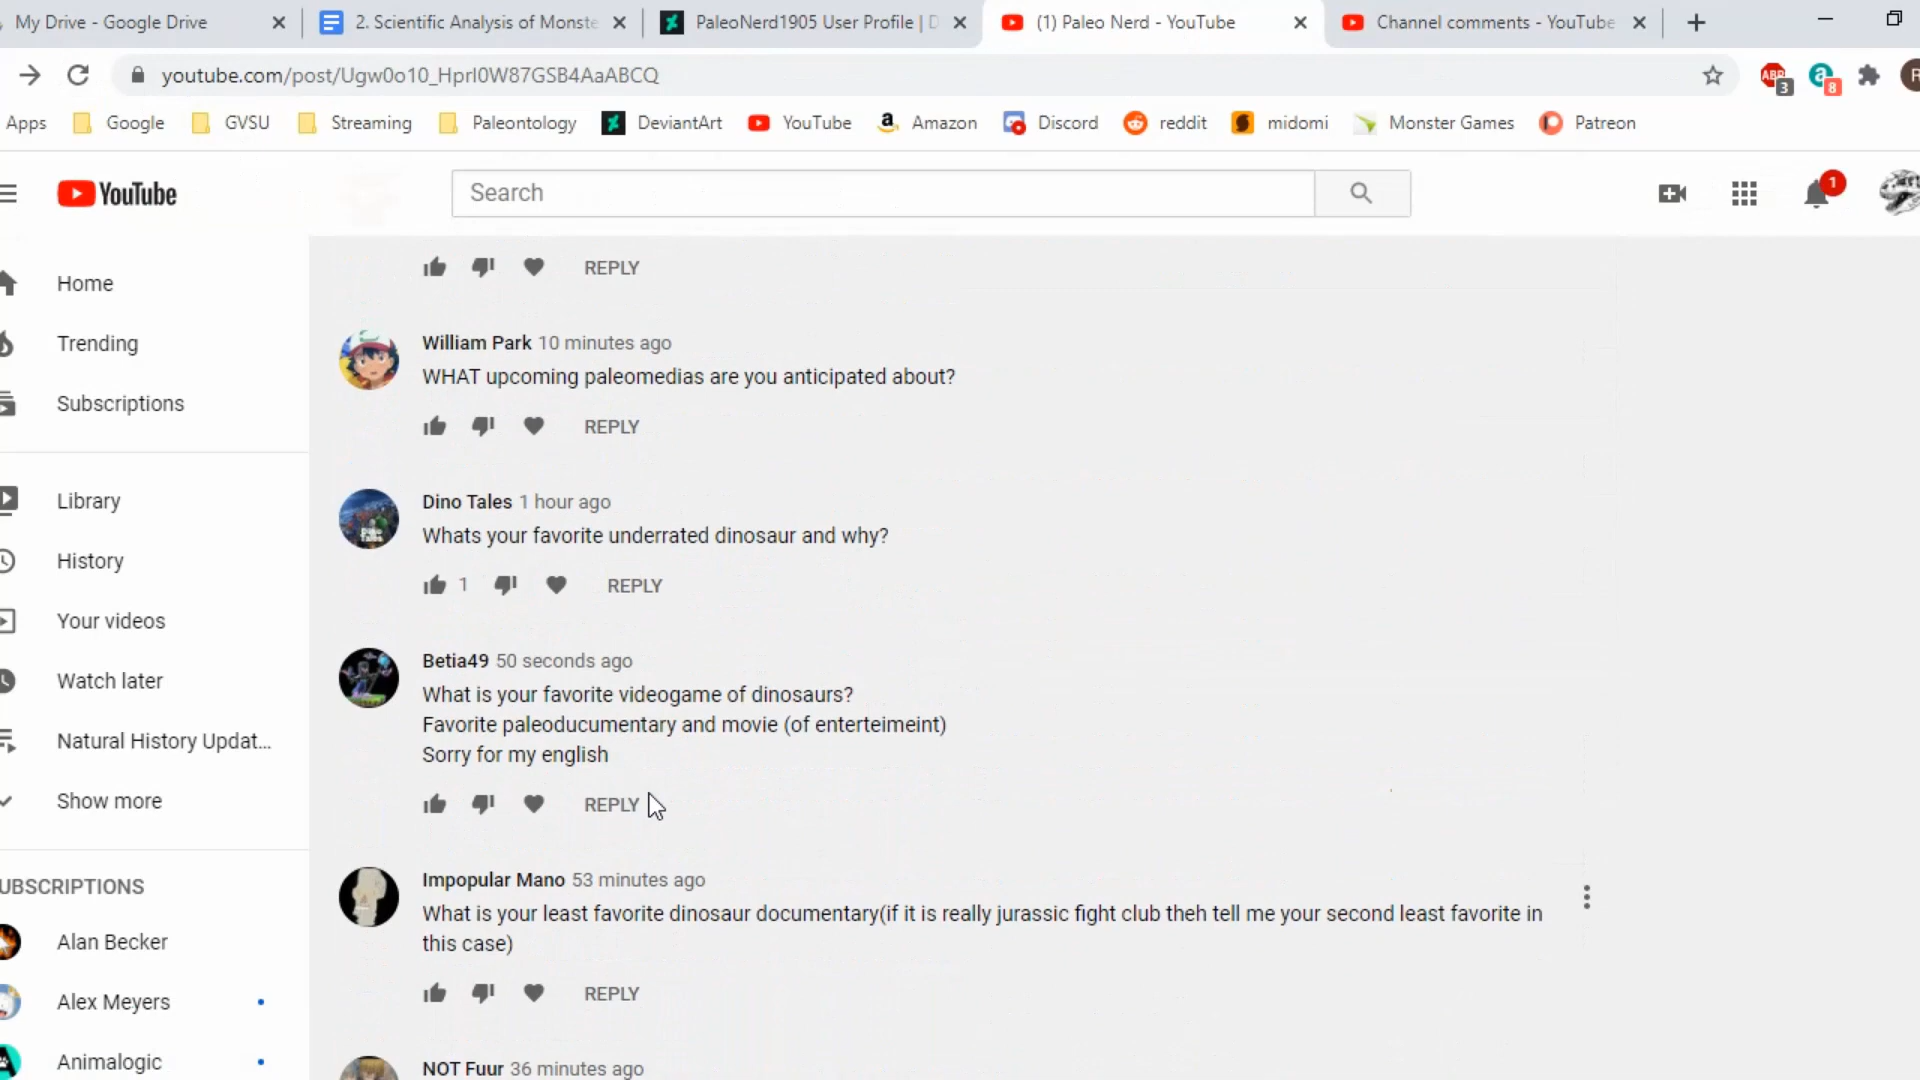 My Drive - Google Drive
2. Scientific Analysis of Monste
PaleoNerd1905 User Profile | D
(1) Paleo Nerd - YouTube
Channel comments - YouTube
youtube.com/post/Ugw0o10_HprI0W87GSB4AaABCQ
ABP 3
a 8
R
Apps Google GVSU Streaming Paleontology DeviantArt YouTube Amazon Discord reddit midomi Monster Games Patreon
YouTube
Search
1
Home
Trending
Subscriptions
Library
History
Your videos
Watch later
Natural History Updat...
Show more
UBSCRIPTIONS
Alan Becker
Alex Meyers
Animalogic
REPLY
William Park 10 minutes ago
WHAT upcoming paleomedias are you anticipated about?
REPLY
Dino Tales 1 hour ago
Whats your favorite underrated dinosaur and why?
1 REPLY
Betia49 50 seconds ago
What is your favorite videogame of dinosaurs?
Favorite paleoducumentary and movie (of enterteimeint)
Sorry for my english
REPLY
Impopular Mano 53 minutes ago
What is your least favorite dinosaur documentary(if it is really jurassic fight club theh tell me your second least favorite in
this case)
REPLY
NOT Fuur 36 minutes ago